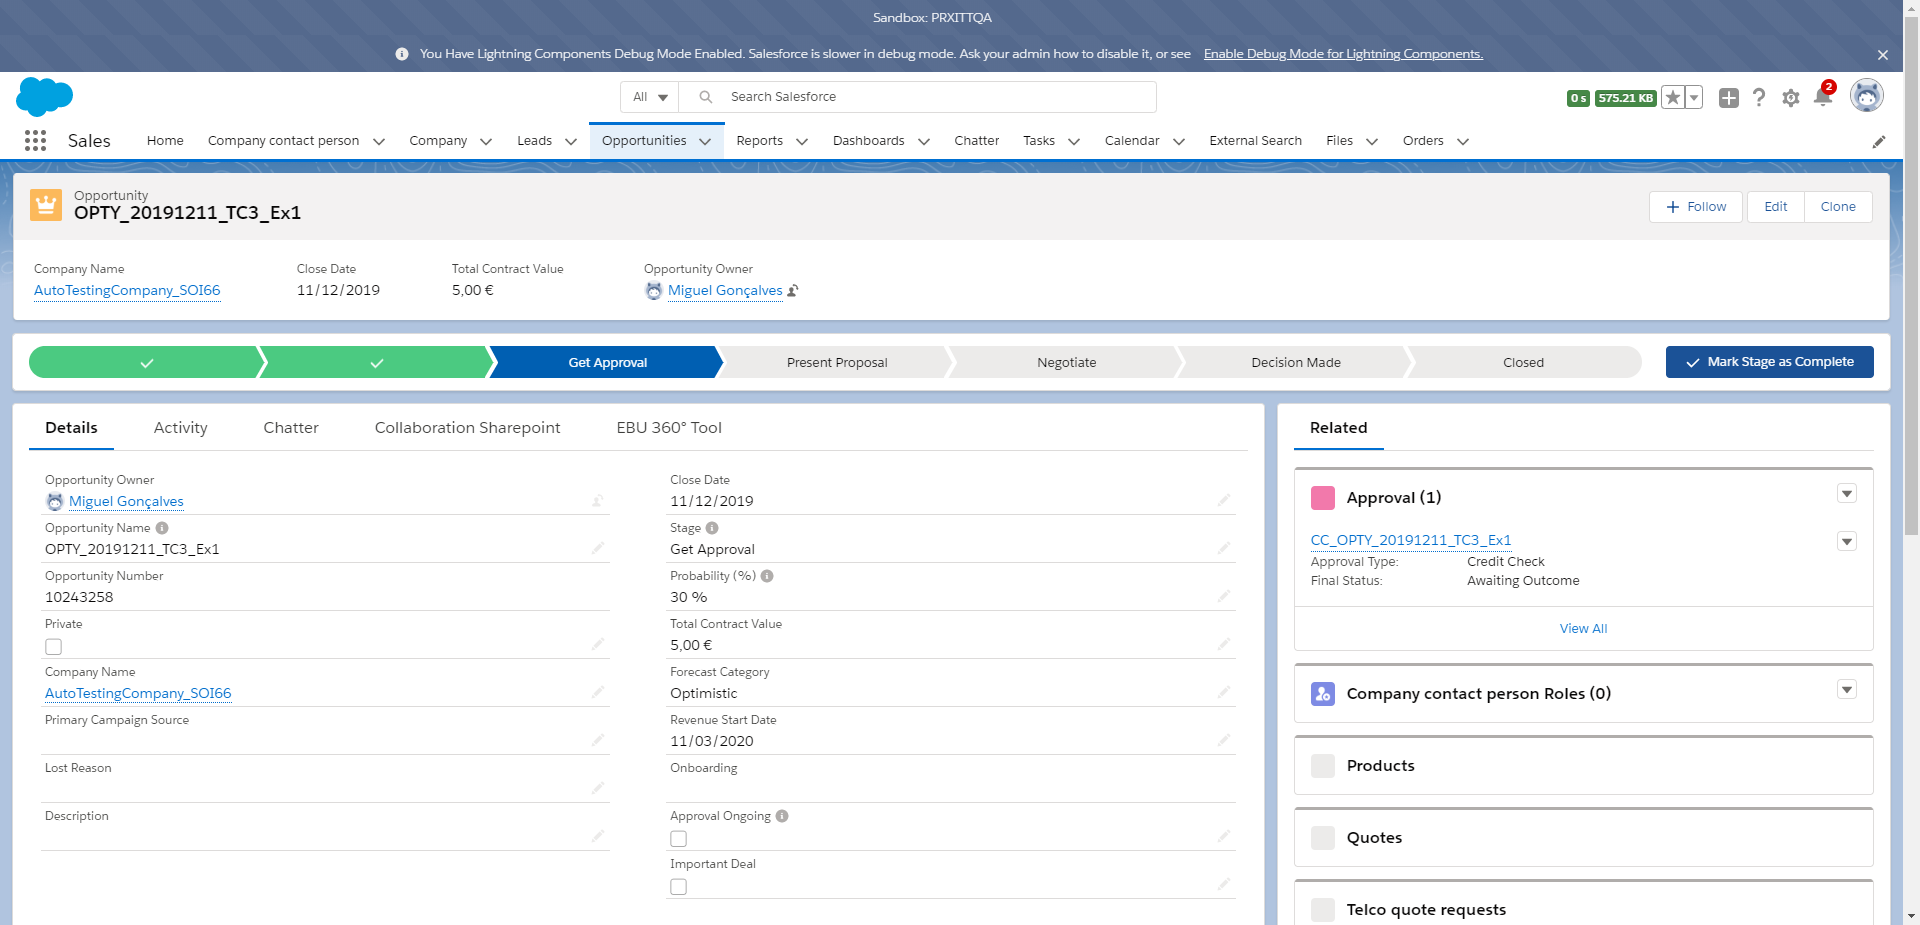 Sandbox: PRXITTQA
You Have Lightning Components Debug Mode Enabled. Salesforce is slower in debug mode. Ask your admin how to disable it, or see Enable Debug Mode for Lightning Components.
All Search Salesforce 0 s 575.21 KB 2
Sales Home Company contact person Company Leads Opportunities Reports Dashboards Chatter Tasks Calendar External Search Files Orders
Opportunity
OPTY_20191211_TC3_Ex1
Follow Edit Clone
Company Name Close Date Total Contract Value Opportunity Owner
AutoTestingCompany_SOI66 11/12/2019 5,00 € Miguel Gonçalves
Get Approval Present Proposal Negotiate Decision Made Closed Mark Stage as Complete
Details Activity Chatter Collaboration Sharepoint EBU 360° Tool
Opportunity Owner
Miguel Gonçalves
Opportunity Name
OPTY_20191211_TC3_Ex1
Opportunity Number
10243258
Private
Company Name
AutoTestingCompany_SOI66
Primary Campaign Source
Lost Reason
Description
Close Date
11/12/2019
Stage
Get Approval
Probability (%)
30 %
Total Contract Value
5,00 €
Forecast Category
Optimistic
Revenue Start Date
11/03/2020
Onboarding
Approval Ongoing
Important Deal
Related
Approval (1)
CC_OPTY_20191211_TC3_Ex1
Approval Type: Credit Check
Final Status: Awaiting Outcome
View All
Company contact person Roles (0)
Products
Quotes
Telco quote requests